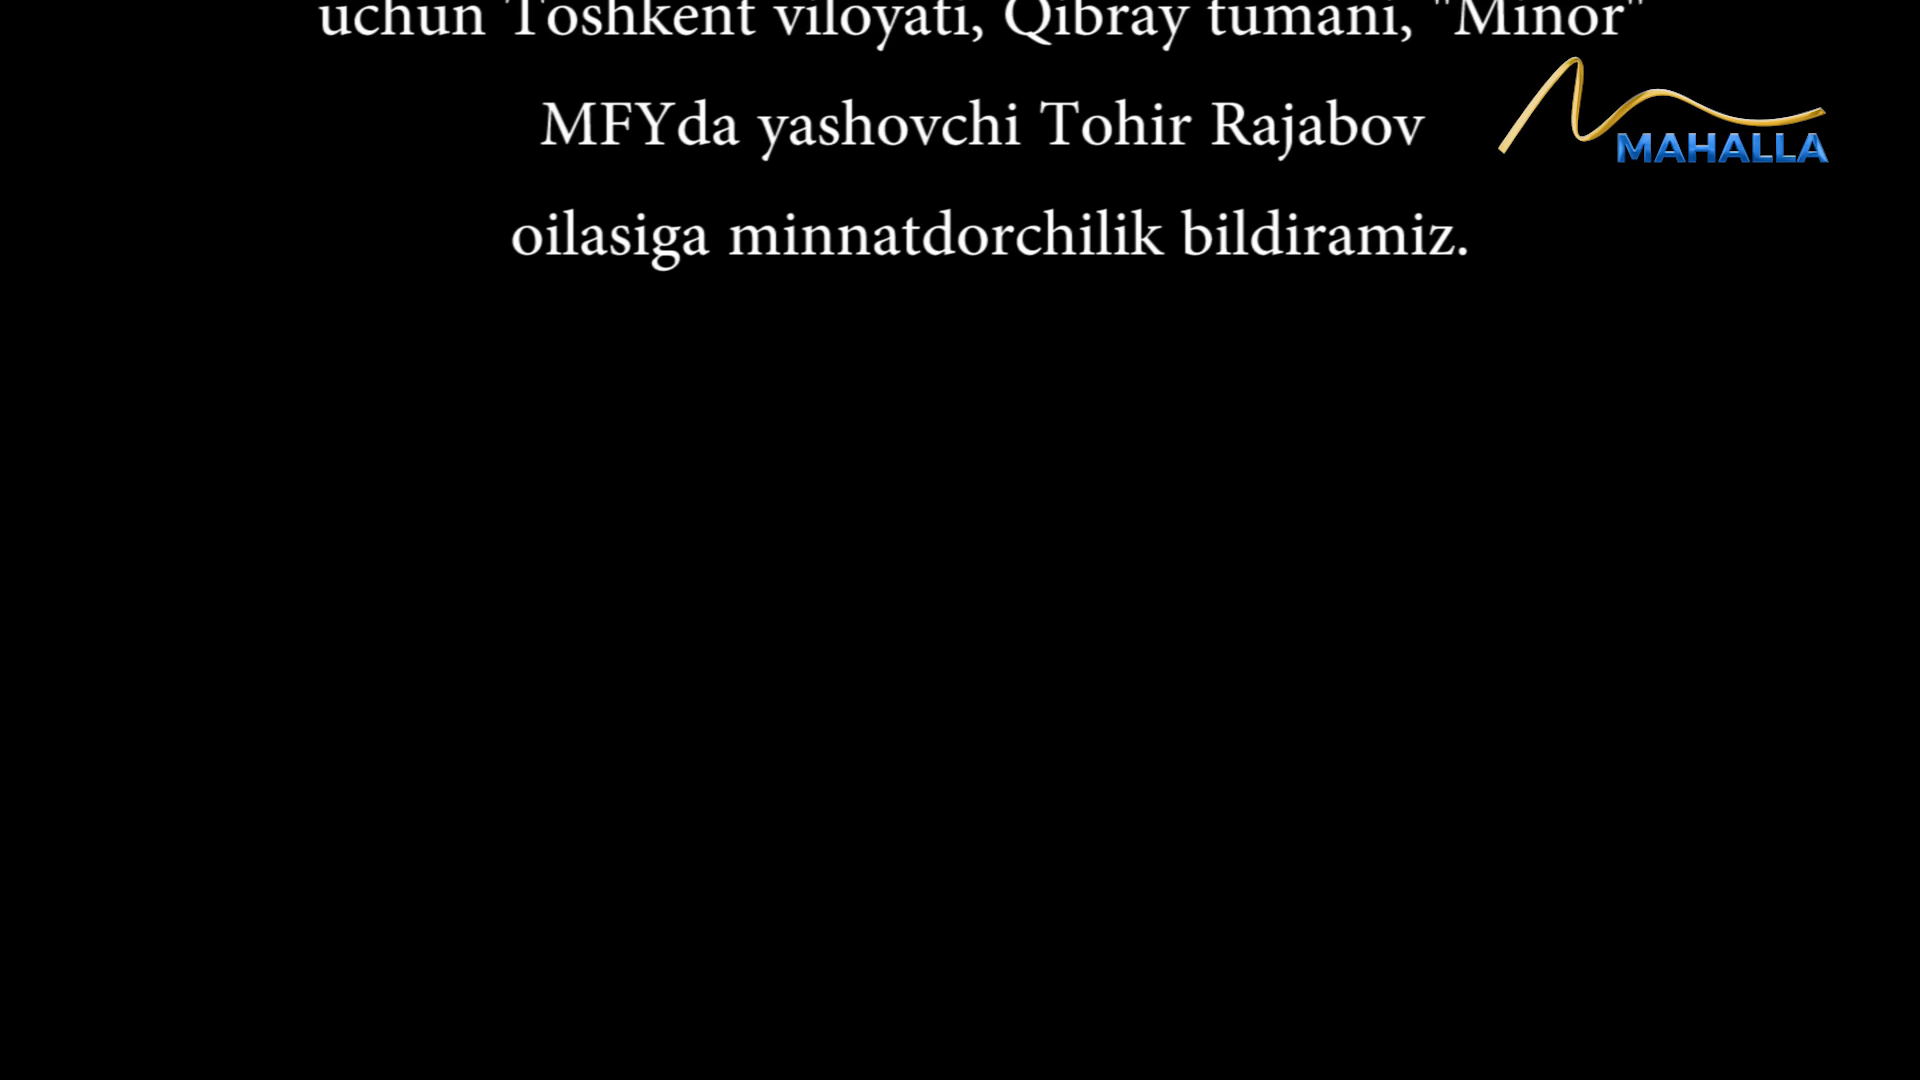 uchun Toshkent viloyati, Qibray tumani, "Minor"
MFYda yashovchi Tohir Rajabov
MAHALLA
oilasiga minnatdorchilik bildiramiz.